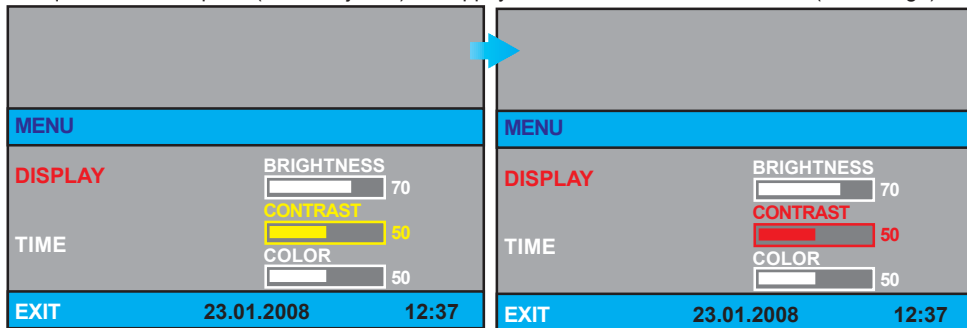 MENU
DISPLAY
BRIGHTNESS
70
CONTRAST
50
TIME
COLOR
50
EXIT 23.01.2008 12:37
MENU
DISPLAY
BRIGHTNESS
70
CONTRAST
50
TIME
COLOR
50
EXIT 23.01.2008 12:37